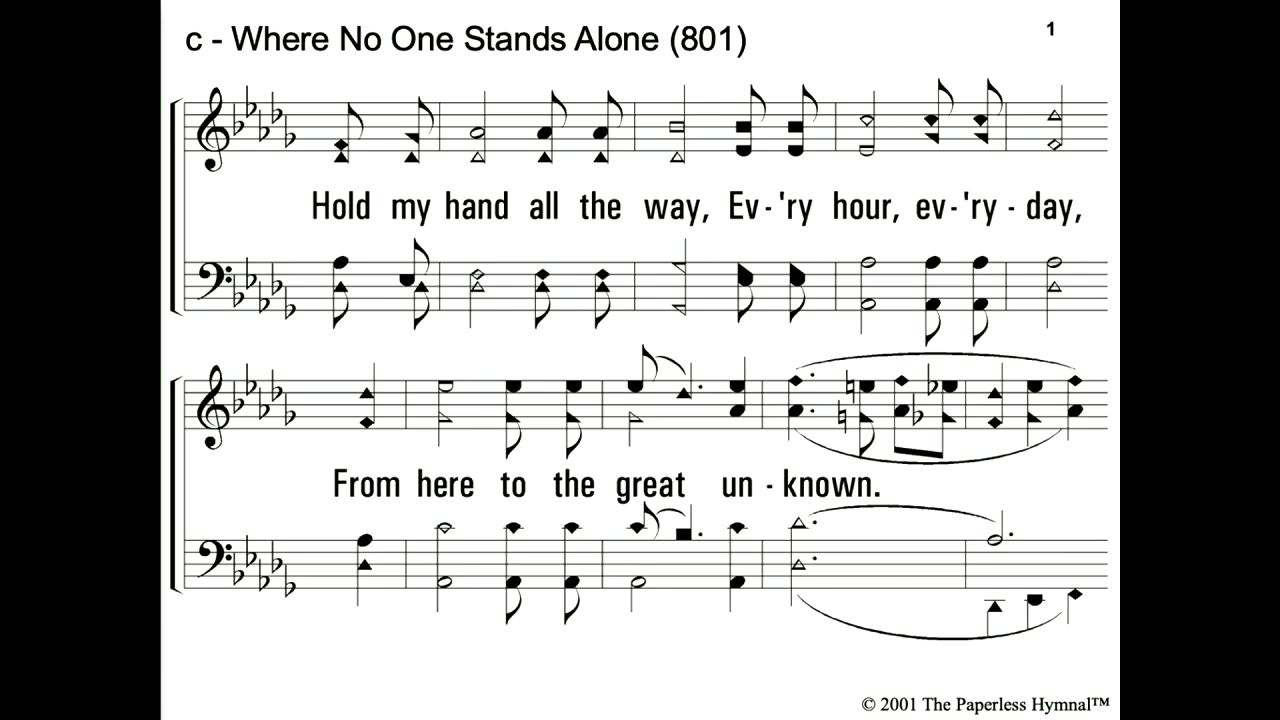 c - Where No One Stands Alone (801)
1
Hold my hand all the way, Ev-'ry hour, ev-'ry - day,
From here to the great un - known.
© 2001 The Paperless Hymnal™